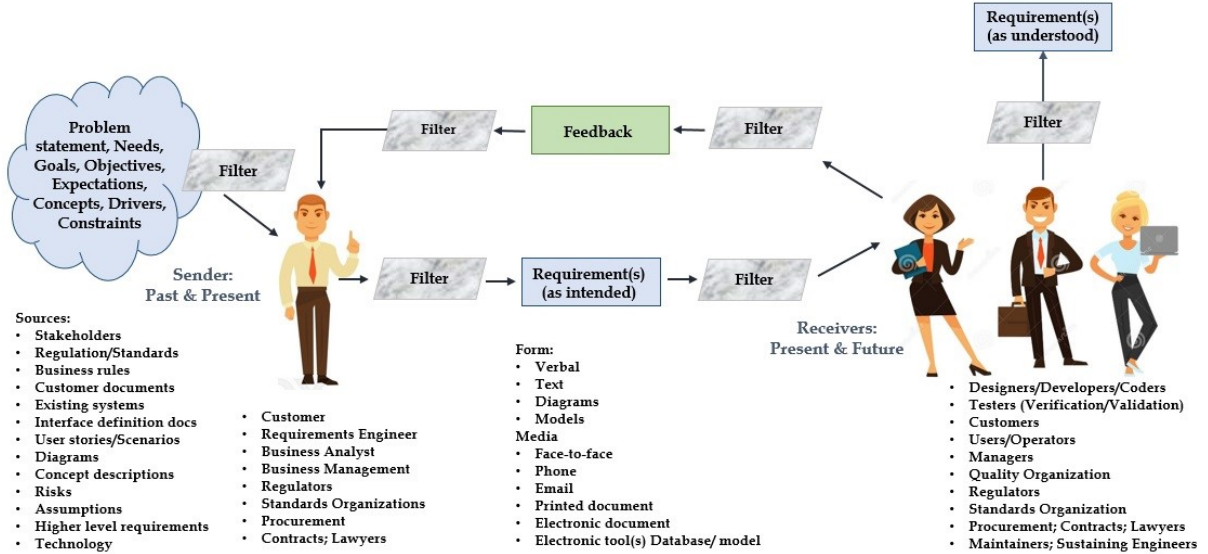 Requirement(s)
(as understood)
Problem
statement, Needs,
Goals, Objectives,
Expectations,
Concepts, Drivers,
Constraints
Filter
Filter
Feedback
Filter
Filter
Sender:
Past & Present
Filter
Requirement(s)
(as intended)
Filter
Receivers:
Present & Future
Sources:
• Stakeholders
• Regulation/Standards
• Business rules
• Customer documents
• Existing systems
• Interface definition docs
• User stories/Scenarios
• Diagrams
• Concept descriptions
• Risks
• Assumptions
• Higher level requirements
• Technology
• Customer
• Requirements Engineer
• Business Analyst
• Business Management
• Regulators
• Standards Organizations
• Procurement
• Contracts; Lawyers
Form:
• Verbal
• Text
• Diagrams
• Models
Media
• Face-to-face
• Phone
• Email
• Printed document
• Electronic document
• Electronic tool(s) Database/ model
• Designers/Developers/Coders
• Testers (Verification/Validation)
• Customers
• Users/Operators
• Managers
• Quality Organization
• Regulators
• Standards Organization
• Procurement; Contracts; Lawyers
• Maintainers; Sustaining Engineers